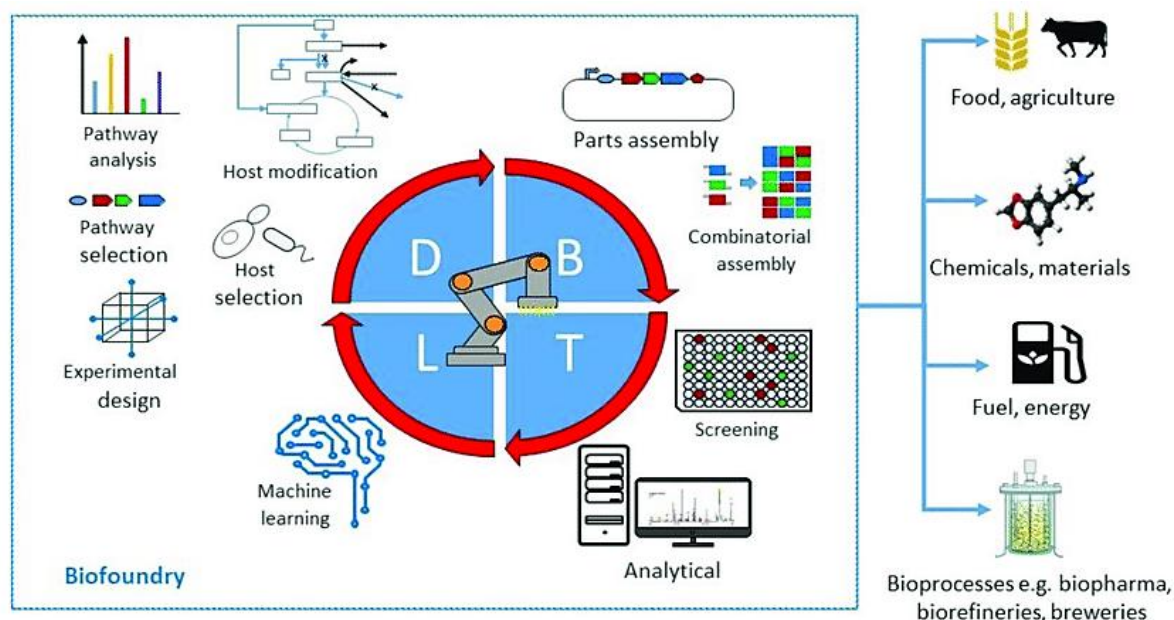 Pathway
analysis
Host modification
Parts assembly
Pathway
selection
Host
selection
Combinatorial
assembly
D
B
L
T
Experimental
design
Screening
Machine
learning
Analytical
Biofoundry
Food, agriculture
Chemicals, materials
Fuel, energy
Bioprocesses e.g. biopharma,
biorefineries, breweries